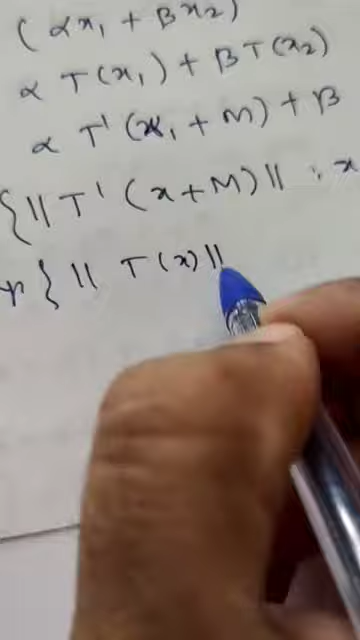 (αx₁ + βx₂)
α T(x₁) + β T(x₂)
α T'(x₁ + M) + β
{‖ T' (x+M)‖ : x
p { ‖ T(x)‖